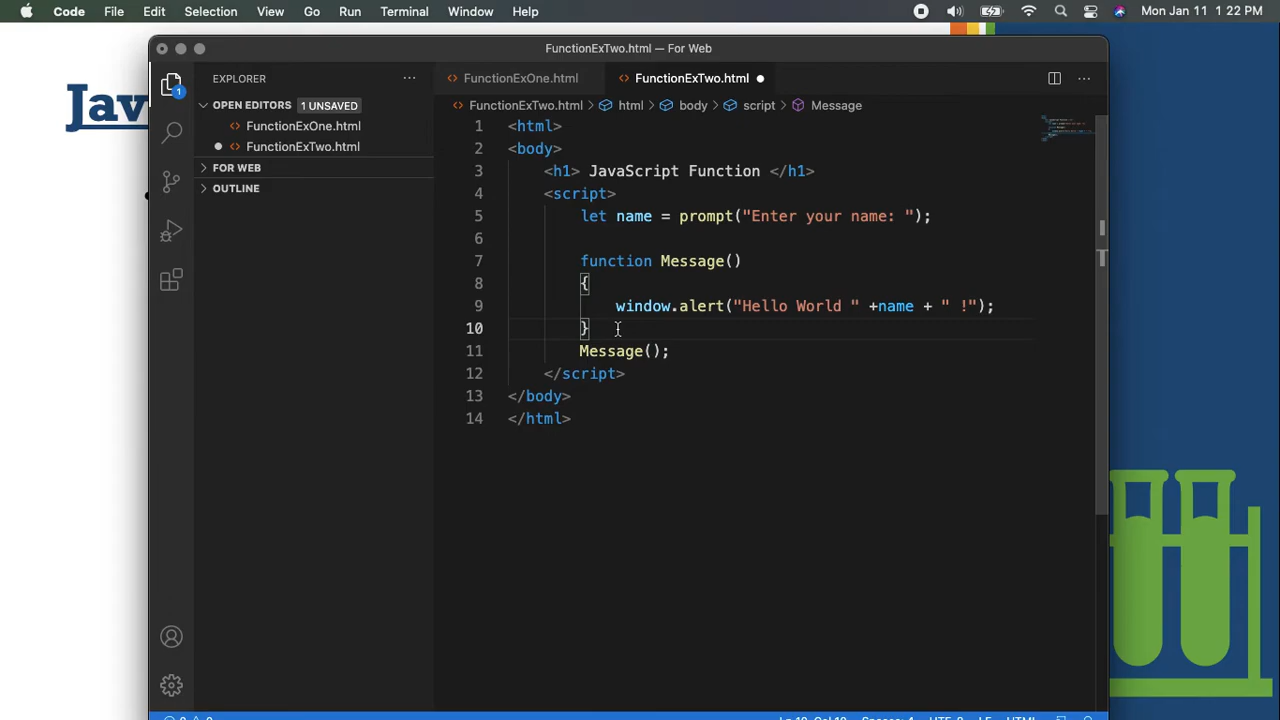 Code File Edit Selection View Go Run Terminal Window Help Mon Jan 11 1:22 PM
FunctionExTwo.html — For Web
Jav
EXPLORER
OPEN EDITORS 1 UNSAVED
FunctionExOne.html
FunctionExTwo.html
FOR WEB
OUTLINE
1
FunctionExOne.html FunctionExTwo.html
FunctionExTwo.html html body script Message
1 <html>
2 <body>
3 <h1> JavaScript Function </h1>
4 <script>
5 let name = prompt("Enter your name: ");
6
7 function Message()
8 {
9 window.alert("Hello World " +name + " !");
10 }
11 Message();
12 </script>
13 </body>
14 </html>